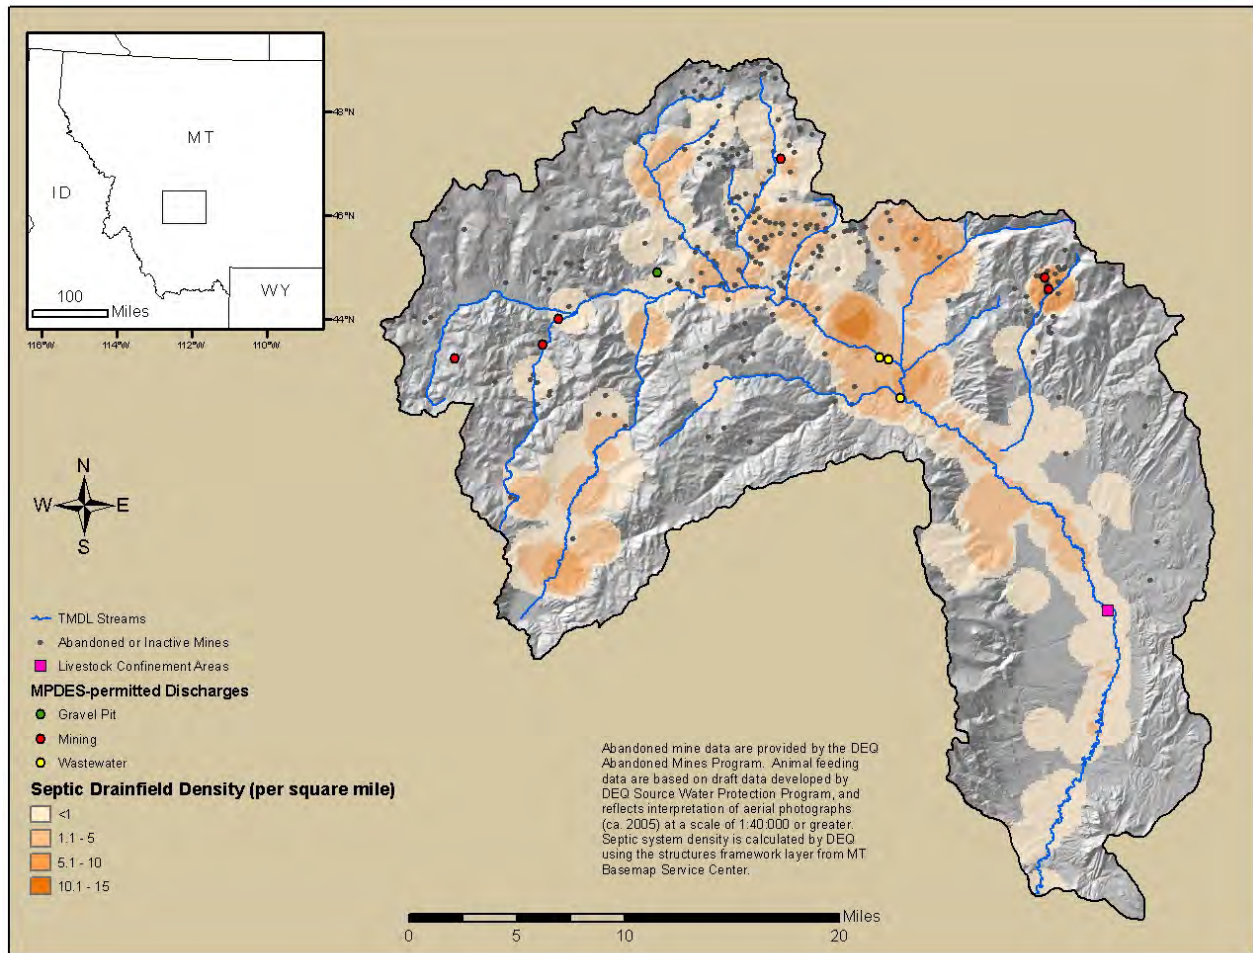 MT
ID
WY
100
Miles
48°N
46°N
44°N
116°W
114°W
112°W
110°W
N
W
E
S
TMDL Streams
Abandoned or Inactive Mines
Livestock Confinement Areas
MPDES-permitted Discharges
Gravel Pit
Mining
Wastewater
Septic Drainfield Density (per square mile)
<1
1.1 - 5
5.1 - 10
10.1 - 15
Abandoned mine data are provided by the DEQ
Abandoned Mines Program. Animal feeding
data are based on draft data developed by
DEQ Source Water Protection Program, and
reflects interpretation of aerial photographs
(ca. 2005) at a scale of 1:40:000 or greater.
Septic system density is calculated by DEQ
using the structures framework layer from MT
Basemap Service Center.
Miles
0 5 10 20